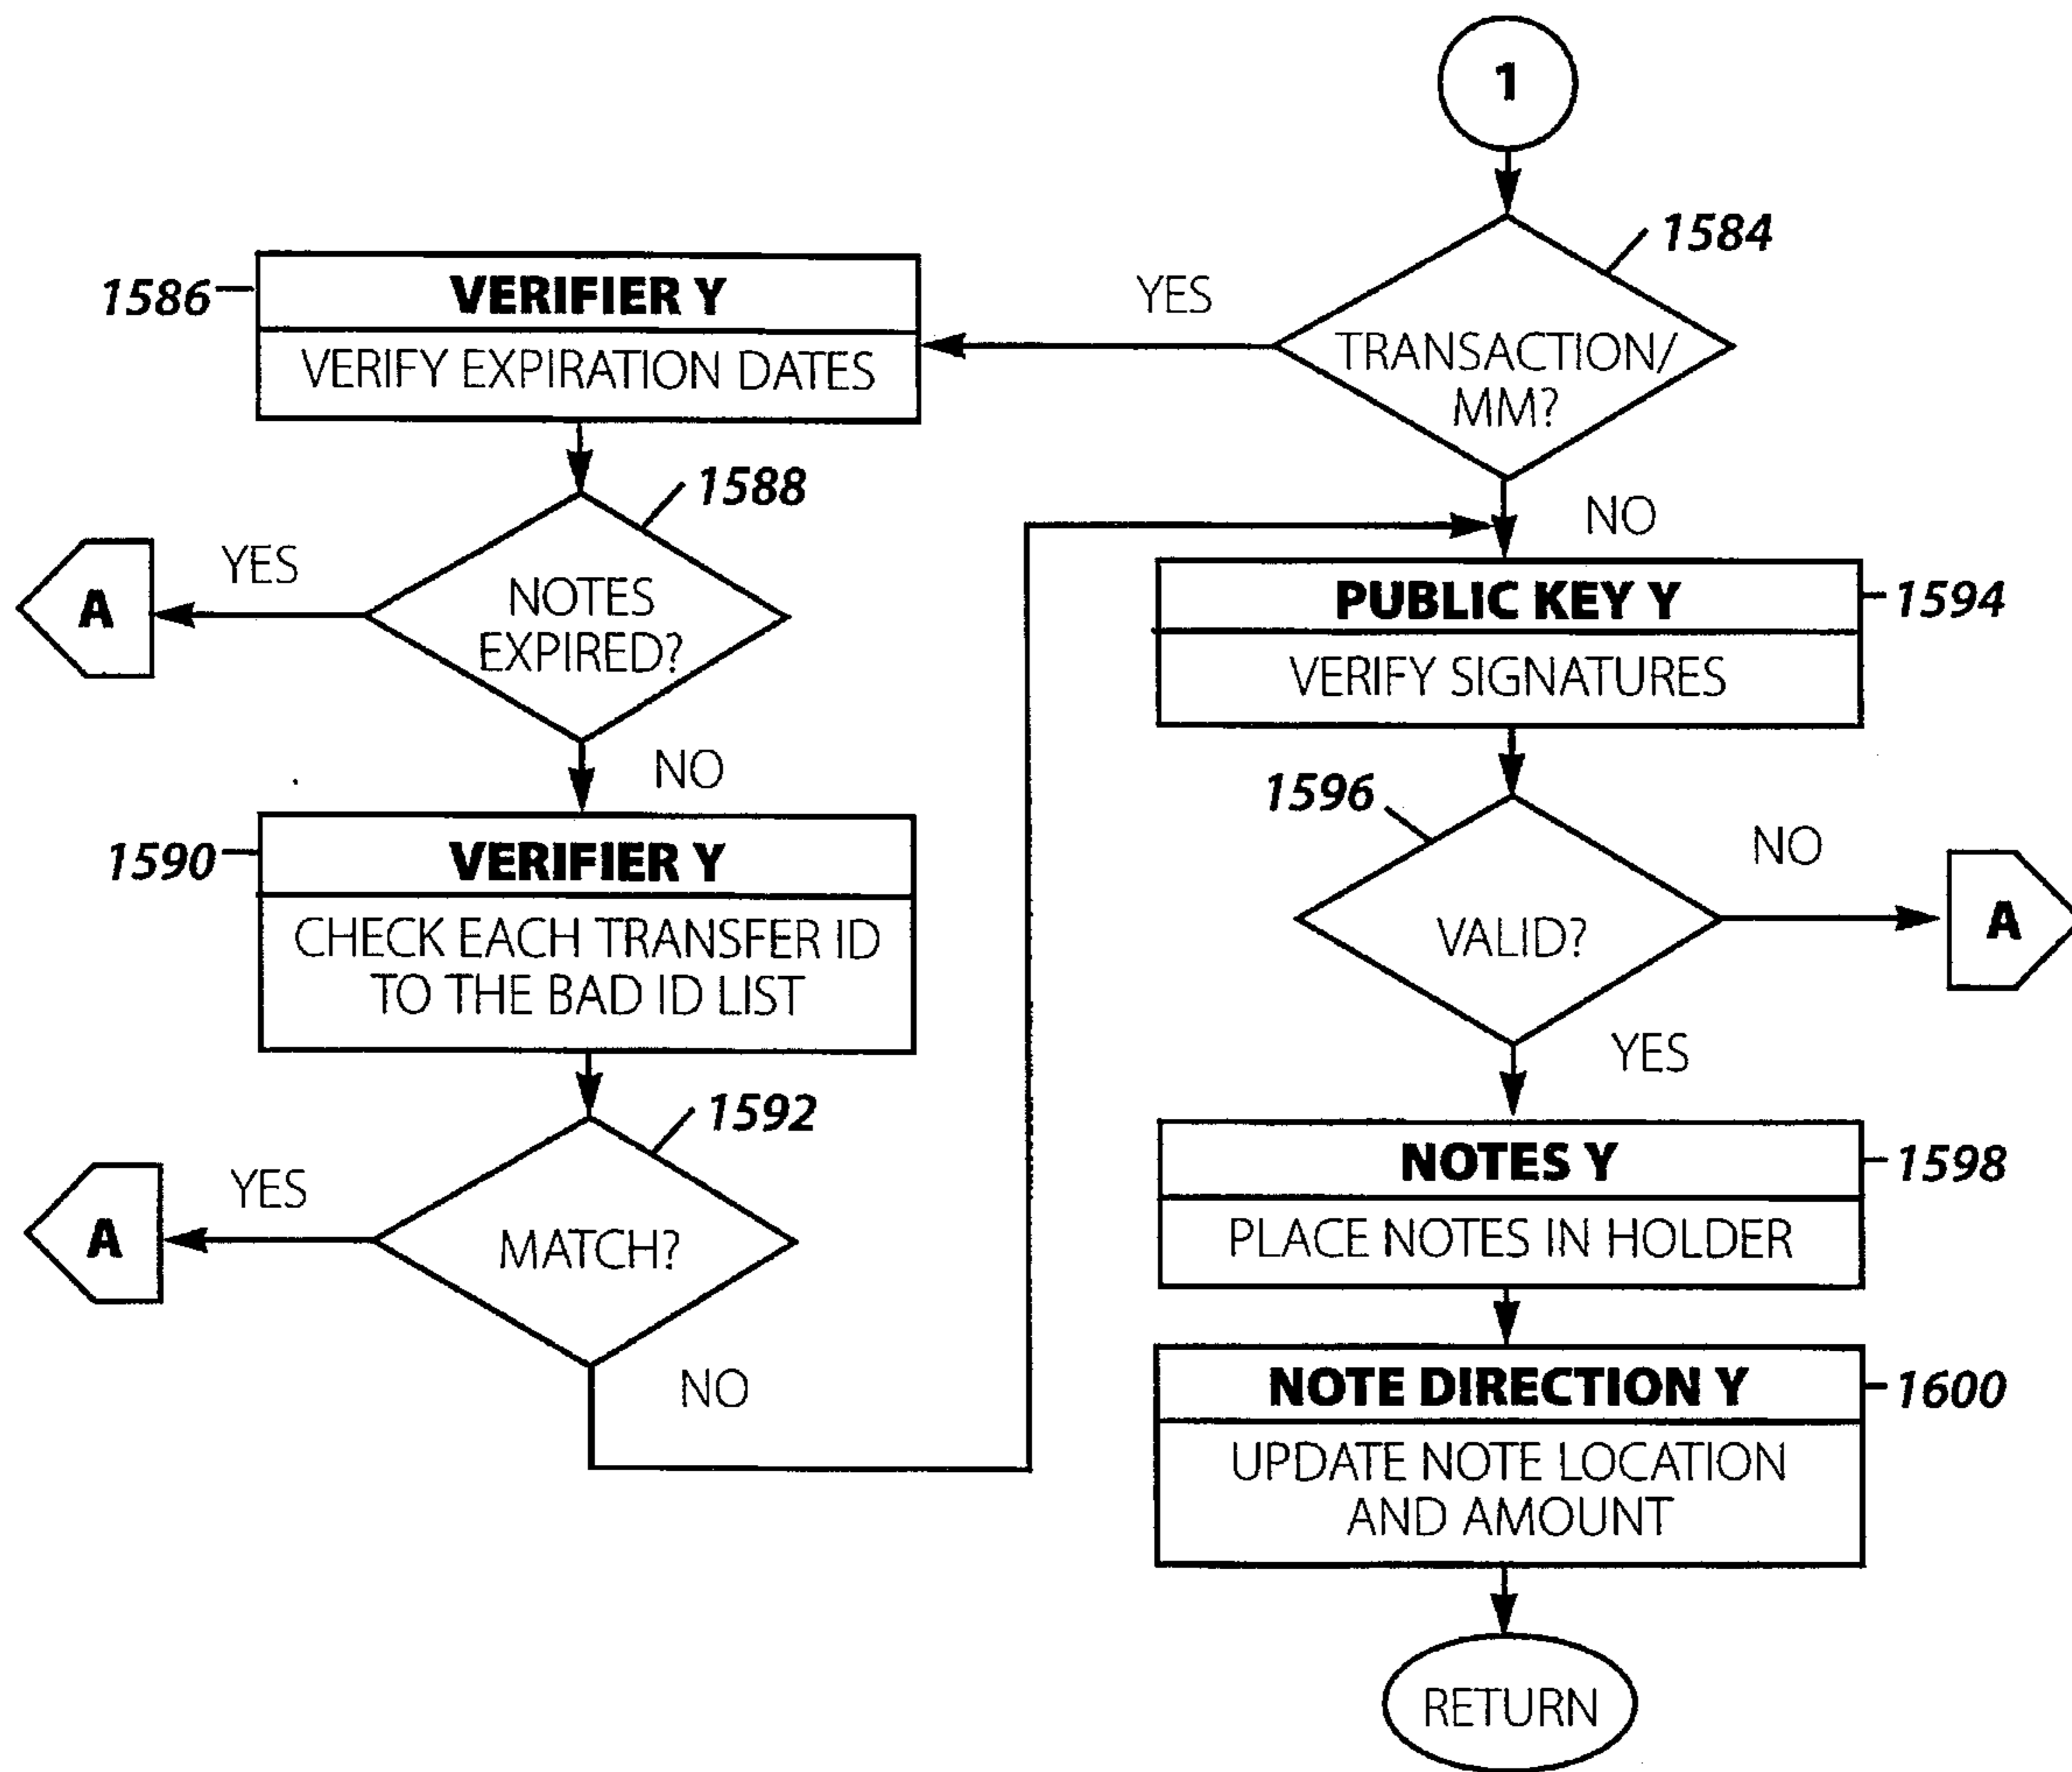 1
1584
TRANSACTION/
MM?
YES
NO
1586
VERIFIER Y
VERIFY EXPIRATION DATES
1588
NOTES
EXPIRED?
YES
A
NO
1590
VERIFIER Y
CHECK EACH TRANSFER ID
TO THE BAD ID LIST
1592
MATCH?
YES
A
NO
PUBLIC KEY Y
1594
VERIFY SIGNATURES
1596
VALID?
NO
A
YES
NOTES Y
1598
PLACE NOTES IN HOLDER
NOTE DIRECTION Y
1600
UPDATE NOTE LOCATION
AND AMOUNT
RETURN